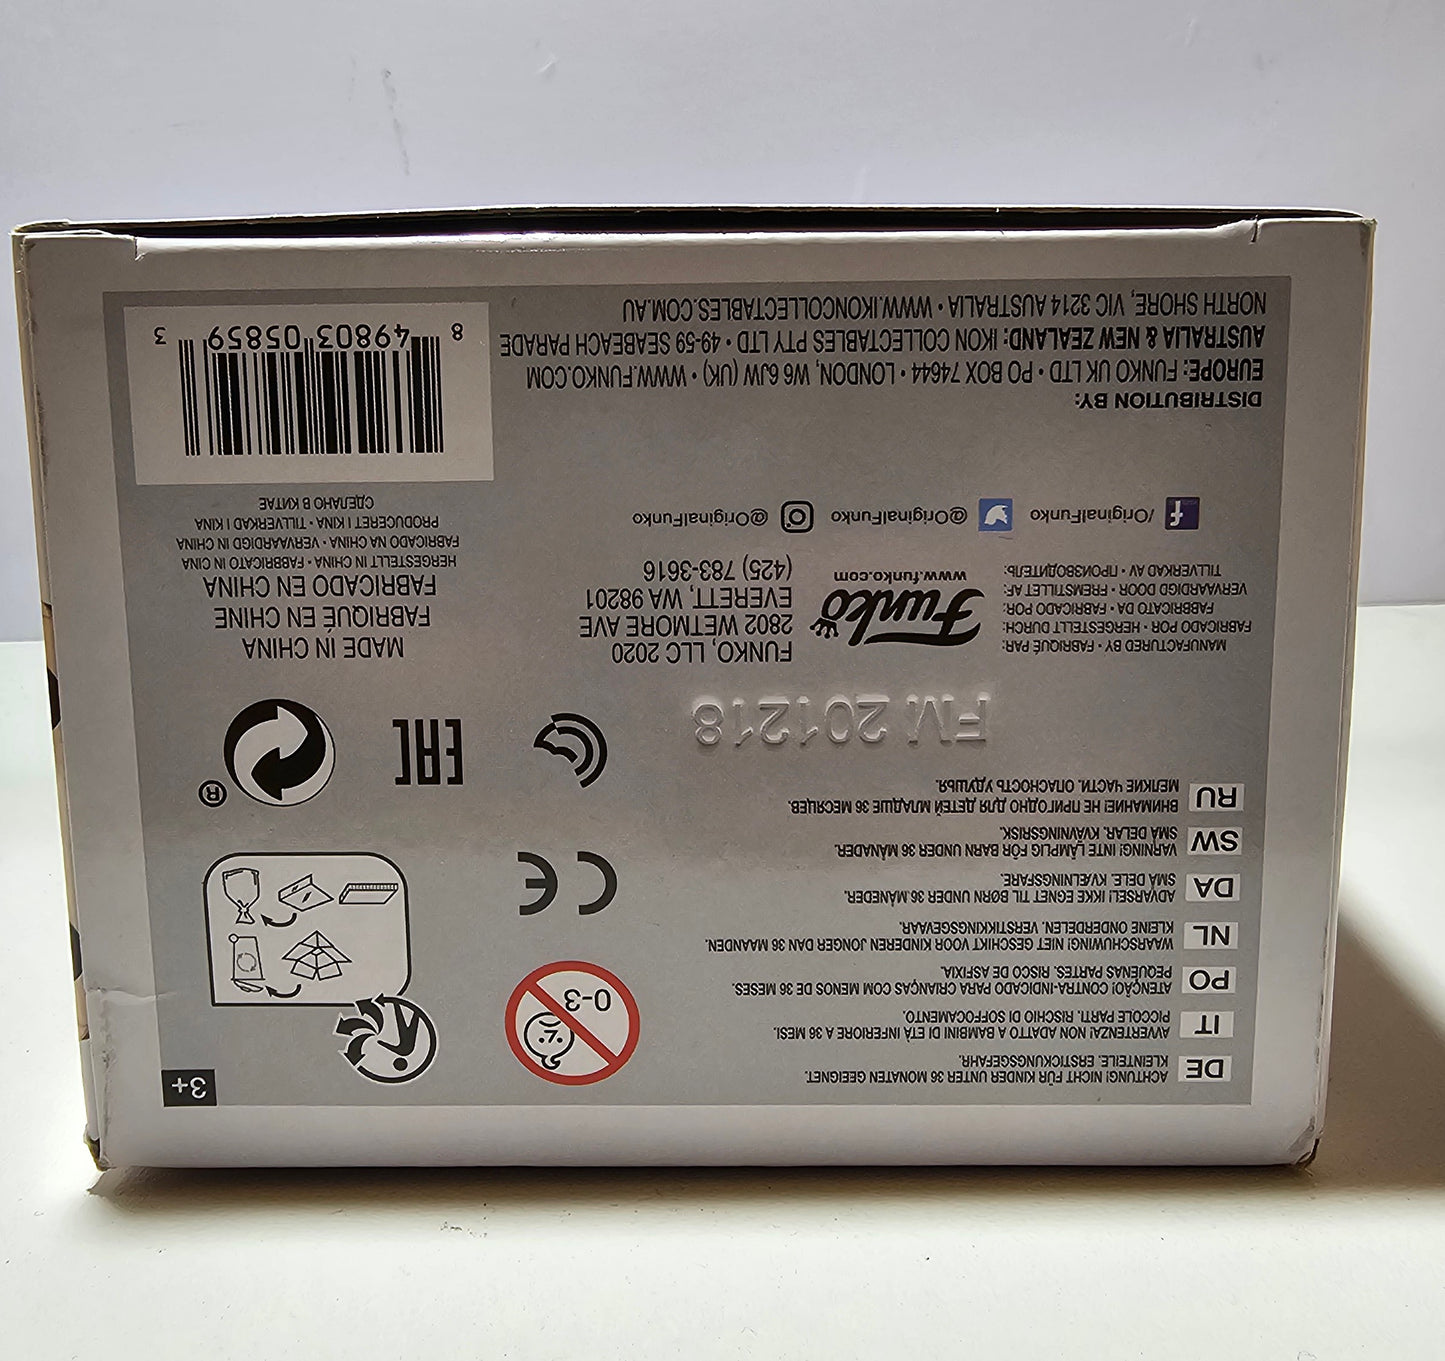 3+
DE
ACHTUNG! NICHT FÜR KINDER UNTER 36 MONATEN GEEIGNET.
KLEINTEILE. ERSTICKUNGSGEFAHR.
IT
AVVERTENZA! NON ADATTO A BAMBINI DI ETÀ INFERIORE A 36 MESI.
PICCOLE PARTI. RISCHIO DI SOFFOCAMENTO.
PO
ATENÇÃO! CONTRA-INDICADO PARA CRIANÇAS COM MENOS DE 36 MESES.
PEQUENAS PARTES. RISCO DE ASFIXIA.
NL
WAARSCHUWING! NIET GESCHIKT VOOR KINDEREN JONGER DAN 36 MAANDEN.
KLEINE ONDERDELEN. VERSTIKKINGSGEVAAR.
DA
ADVARSEL! IKKE EGNET TIL BØRN UNDER 36 MÅNEDER.
SMÅ DELE. KVÆLNINGSFARE.
SW
VARNING! INTE LÄMPLIG FÖR BARN UNDER 36 MÅNADER.
SMÅ DELAR. KVÄVNINGSRISK.
RU
ВНИМАНИЕ! НЕ ПРИГОДНО ДЛЯ ДЕТЕЙ МЛАДШЕ 36 МЕСЯЦЕВ.
МЕЛКИЕ ЧАСТИ. ОПАСНОСТЬ УДУШЬЯ.
0-3
CE
EAC
®
FM 201218
MANUFACTURED BY • FABRIQUÉ PAR:
FABRICADO POR • HERGESTELLT DURCH:
FABBRICATO DA • FABRICADO POR:
VERVAARDIGD DOOR • FREMSTILLET AF:
TILLVERKAD AV • ПРОИЗВОДИТЕЛЬ:
Funko
www.funko.com
FUNKO, LLC 2020
2802 WETMORE AVE
EVERETT, WA 98201
(425) 783-3616
MADE IN CHINA
FABRIQUÉ EN CHINE
FABRICADO EN CHINA
HERGESTELLT IN CHINA • FABBRICATO IN CINA
FABRICADO NA CHINA • VERVAARDIGD IN CHINA
PRODUCERET I KINA • TILLVERKAD I KINA
СДЕЛАНО В КИТАЕ
/OriginalFunko
@OriginalFunko
@OriginalFunko
DISTRIBUTION BY:
EUROPE: FUNKO UK LTD • PO BOX 74644 • LONDON, W6 6JW (UK) • WWW.FUNKO.COM
AUSTRALIA & NEW ZEALAND: IKON COLLECTABLES PTY LTD • 49-59 SEABEACH PARADE
NORTH SHORE, VIC 3214 AUSTRALIA • WWW.IKONCOLLECTABLES.COM.AU
8 49803 05859 3